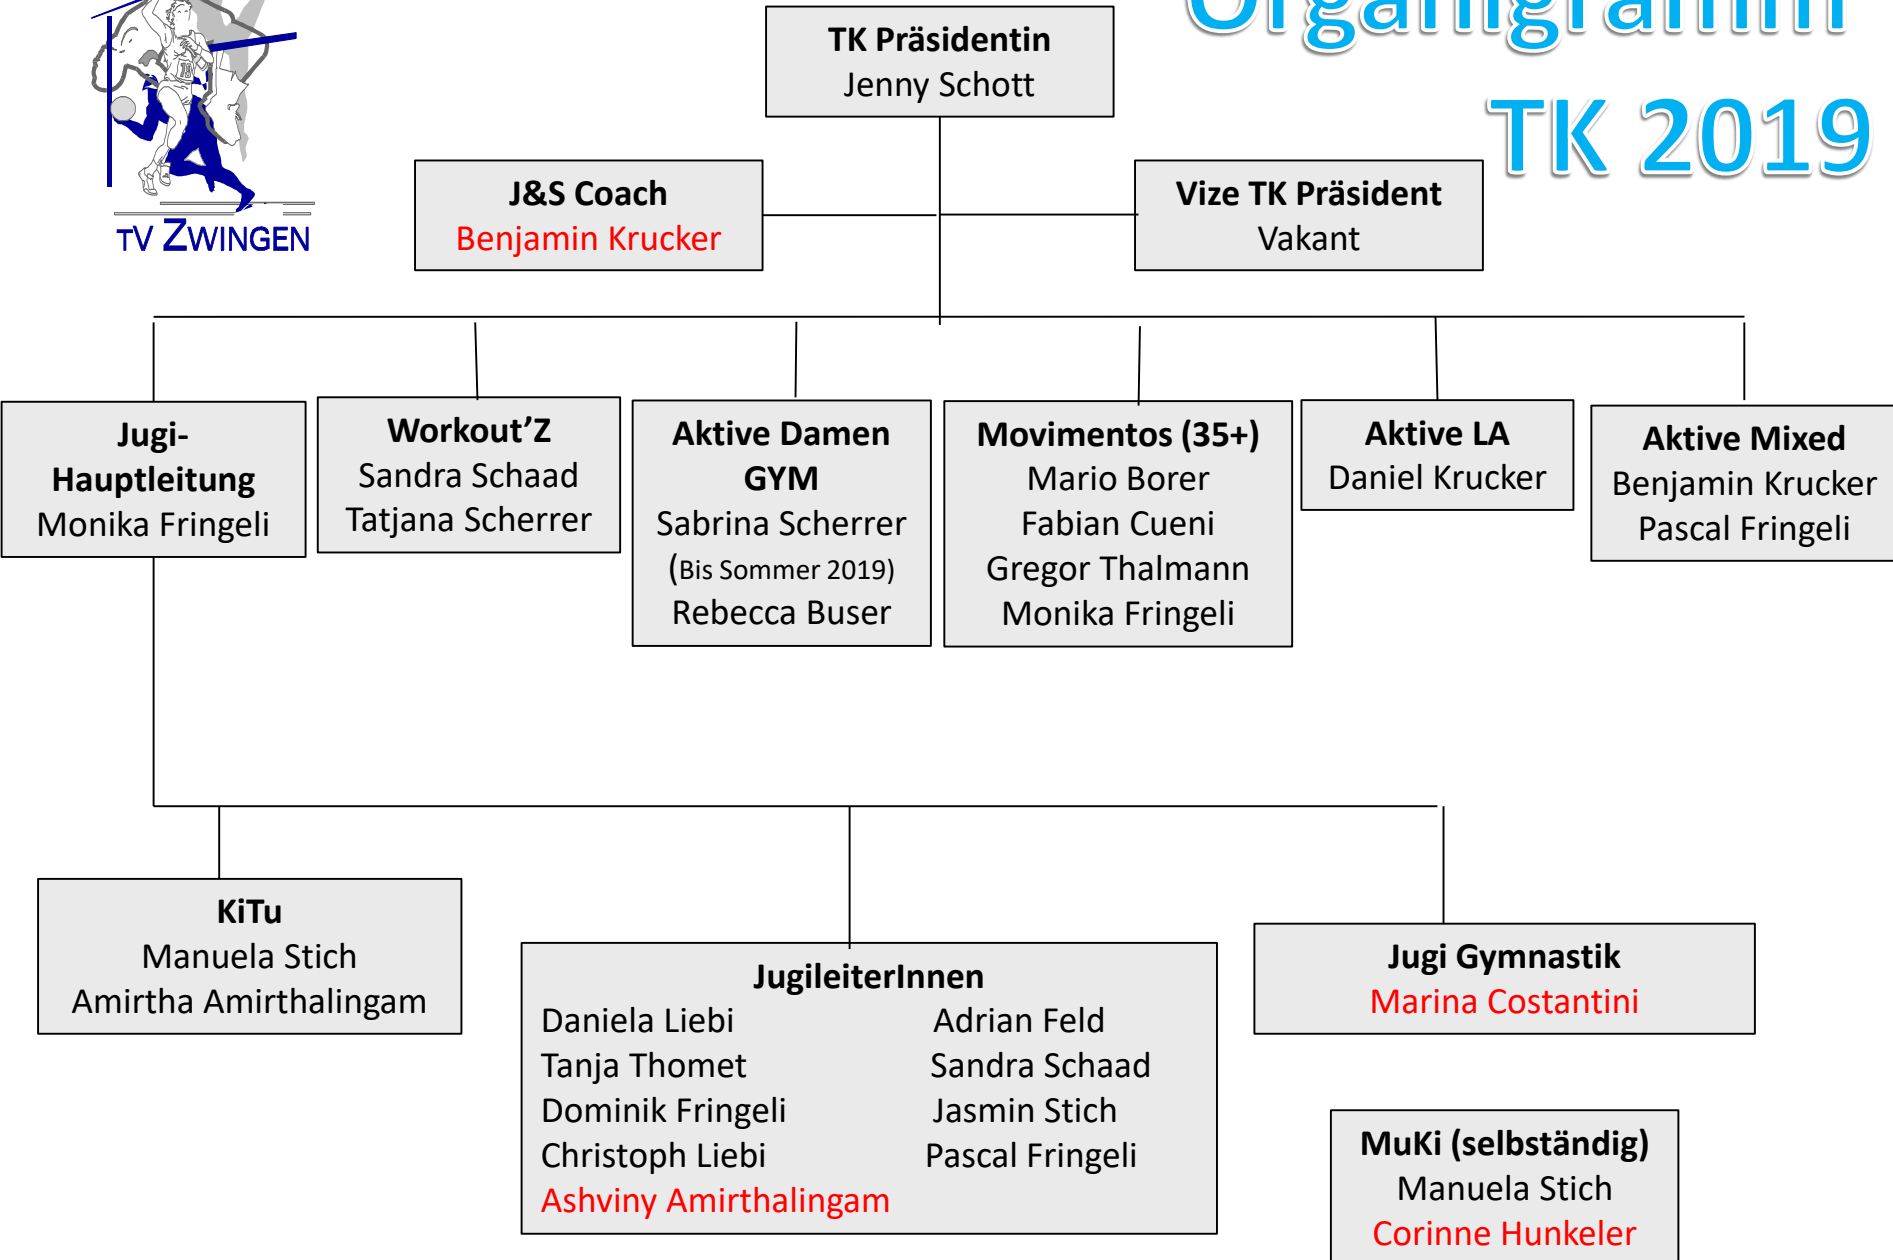 Organigramm
TK 2019
TV ZWINGEN
TK Präsidentin
Jenny Schott
J&S Coach
Benjamin Krucker
Vize TK Präsident
Vakant
Jugi-
Hauptleitung
Monika Fringeli
Workout’Z
Sandra Schaad
Tatjana Scherrer
Aktive Damen
GYM
Sabrina Scherrer
(Bis Sommer 2019)
Rebecca Buser
Movimentos (35+)
Mario Borer
Fabian Cueni
Gregor Thalmann
Monika Fringeli
Aktive LA
Daniel Krucker
Aktive Mixed
Benjamin Krucker
Pascal Fringeli
KiTu
Manuela Stich
Amirtha Amirthalingam
JugileiterInnen
Daniela Liebi Adrian Feld
Tanja Thomet Sandra Schaad
Dominik Fringeli Jasmin Stich
Christoph Liebi Pascal Fringeli
Ashviny Amirthalingam
Jugi Gymnastik
Marina Costantini
MuKi (selbständig)
Manuela Stich
Corinne Hunkeler